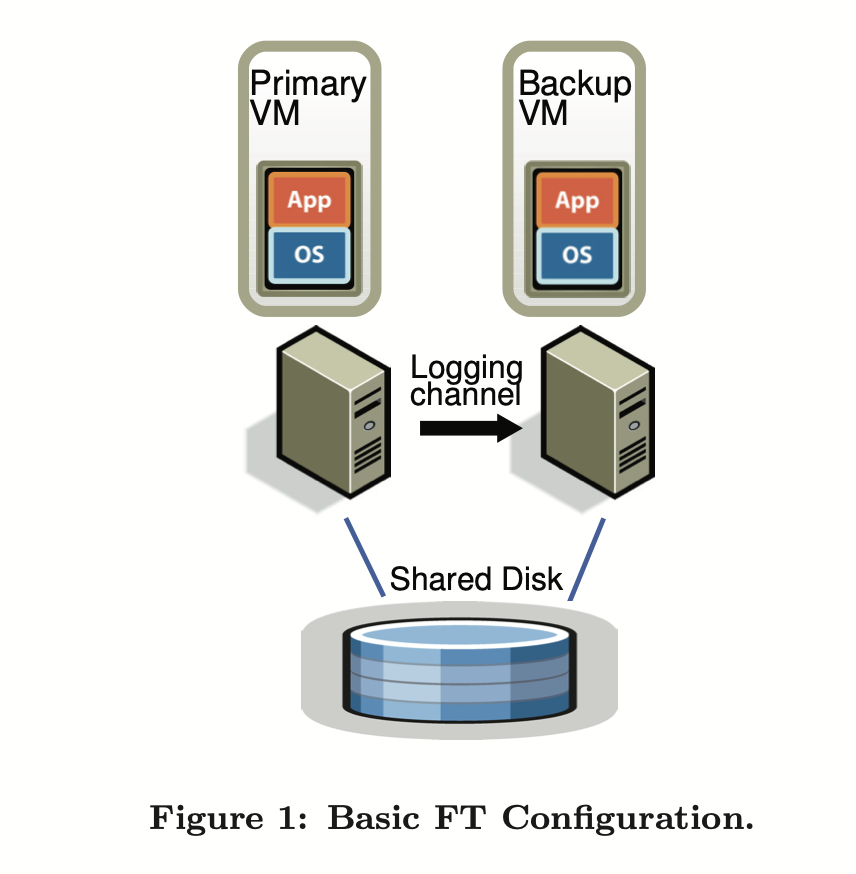 Primary
VM
Backup
VM
App
OS
App
OS
Logging
channel
Shared Disk
Figure 1: Basic FT Configuration.